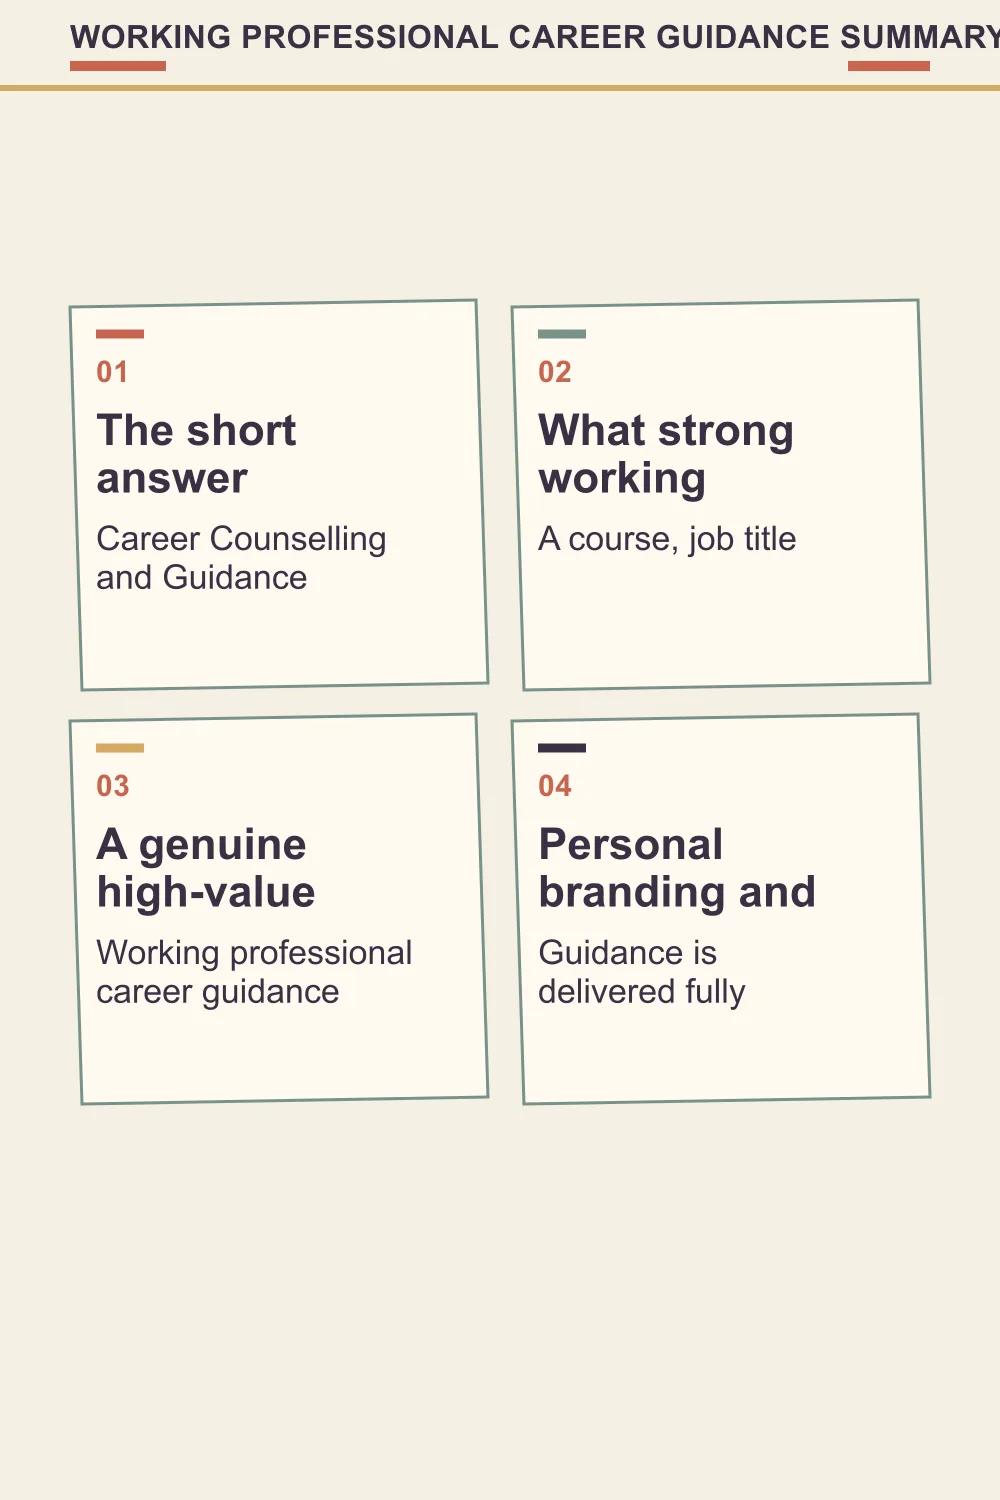 WORKING PROFESSIONAL CAREER GUIDANCE SUMMARY
01
The short
answer
Career Counselling
and Guidance
02
What strong
working
A course, job title
03
A genuine
high-value
Working professional
career guidance
04
Personal
branding and
Guidance is
delivered fully